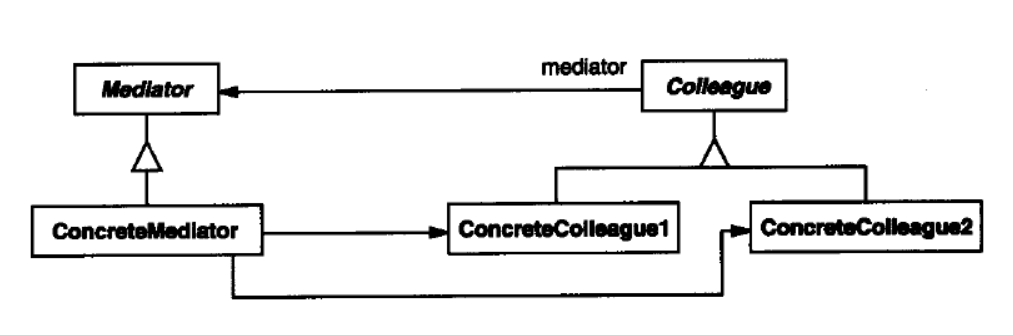 mediator
Mediator
Colleague
ConcreteMediator
ConcreteColleague1
ConcreteColleague2